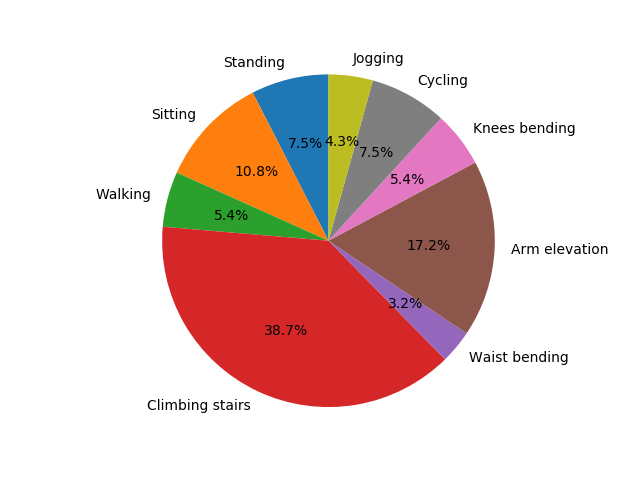 Jogging
Standing
Cycling
Sitting
Knees bending
7.5%
4.3%
7.5%
10.8%
5.4%
Walking
5.4%
17.2%
Arm elevation
3.2%
38.7%
Waist bending
Climbing stairs